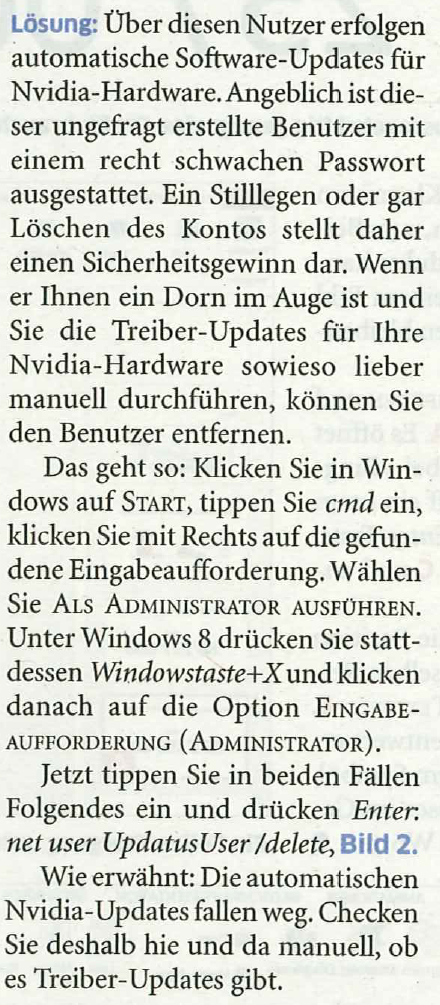 Lösung: Über diesen Nutzer erfolgen
automatische Software-Updates für
Nvidia-Hardware. Angeblich ist die-
ser ungefragt erstellte Benutzer mit
einem recht schwachen Passwort
ausgestattet. Ein Stilllegen oder gar
Löschen des Kontos stellt daher
einen Sicherheitsgewinn dar. Wenn
er Ihnen ein Dorn im Auge ist und
Sie die Treiber-Updates für Ihre
Nvidia-Hardware sowieso lieber
manuell durchführen, können Sie
den Benutzer entfernen.
Das geht so: Klicken Sie in Win-
dows auf START, tippen Sie cmd ein,
klicken Sie mit Rechts auf die gefun-
dene Eingabeaufforderung. Wählen
Sie ALS ADMINISTRATOR AUSFÜHREN.
Unter Windows 8 drücken Sie statt-
dessen Windowstaste+X und klicken
danach auf die Option EINGABE-
AUFFORDERUNG (ADMINISTRATOR).
Jetzt tippen Sie in beiden Fällen
Folgendes ein und drücken Enter:
net user UpdatusUser /delete, Bild 2.
Wie erwähnt: Die automatischen
Nvidia-Updates fallen weg. Checken
Sie deshalb hie und da manuell, ob
es Treiber-Updates gibt.